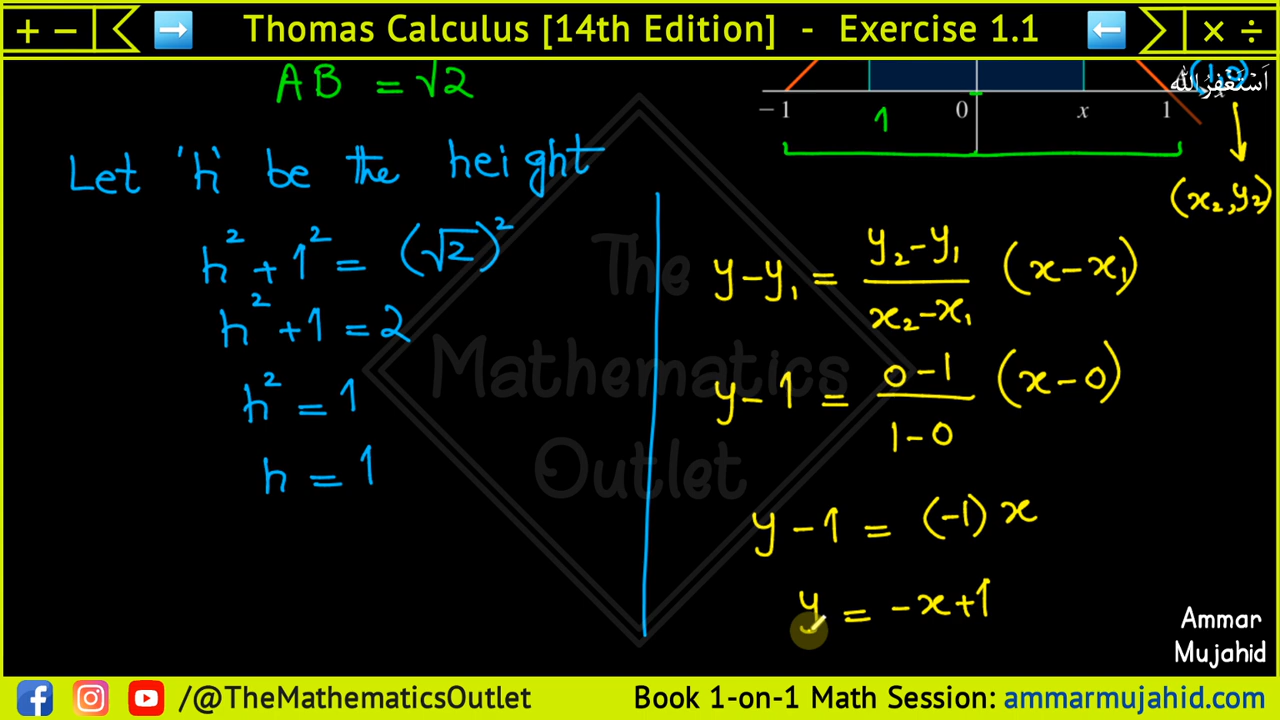 + − ➡ Thomas Calculus [14th Edition] - Exercise 1.1 ⬅ × ÷
AB = √2
(1,0)
أَسْتَغْفِرُ اللّٰه
−1 0 x 1
1
(x₂, y₂)
Let 'h' be the height
h² + 1² = (√2)²
h² + 1 = 2
h² = 1
h = 1
y − y₁ = (y₂ − y₁)/(x₂ − x₁) (x − x₁)
y − 1 = (0 − 1)/(1 − 0) (x − 0)
y − 1 = (−1) x
y = −x + 1
The
Mathematics
Outlet
Ammar
Mujahid
/@TheMathematicsOutlet
Book 1-on-1 Math Session: ammarmujahid.com